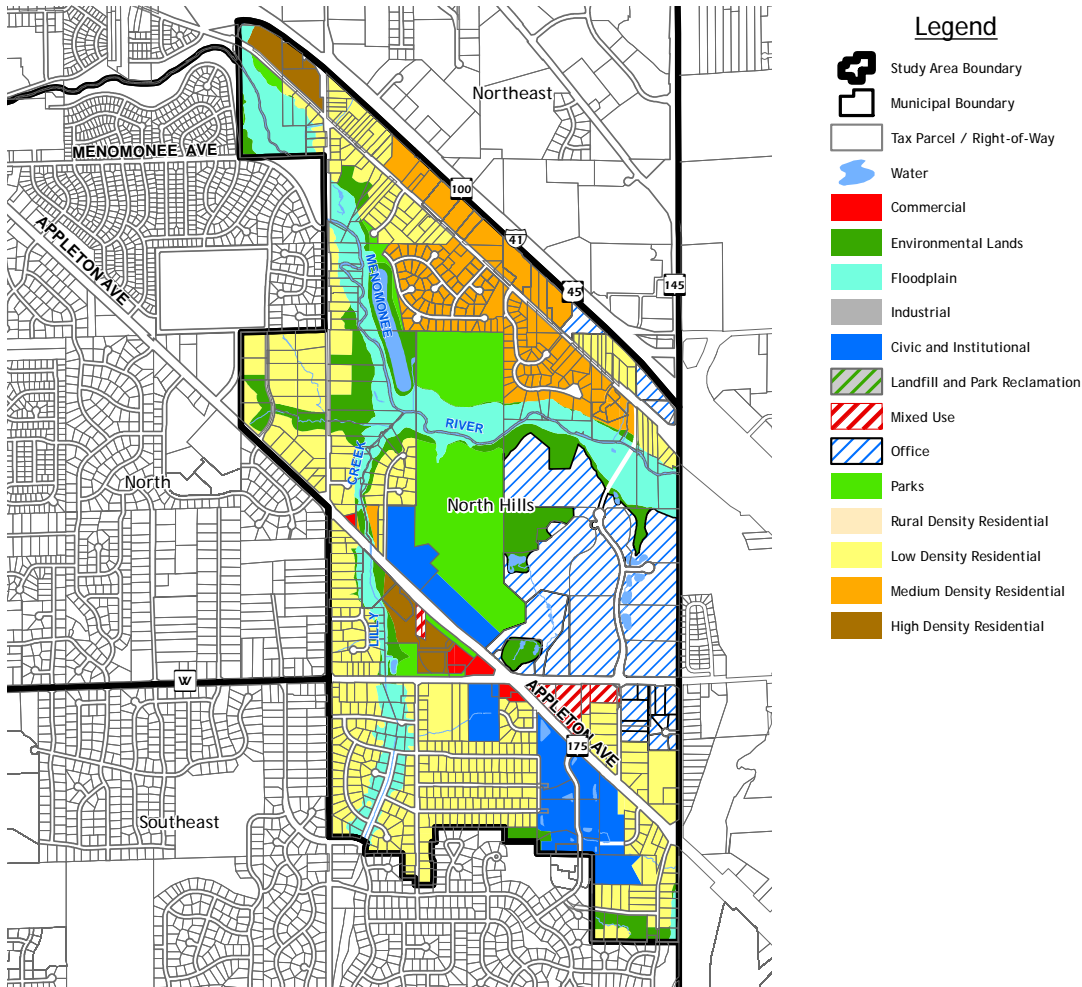 Northeast
MENOMONEE AVE
100
APPLETON AVE
41
MENOMONEE
45
145
RIVER
CREEK
North
North Hills
LILLY
W
APPLETON AVE
175
Southeast
Legend
Study Area Boundary
Municipal Boundary
Tax Parcel / Right-of-Way
Water
Commercial
Environmental Lands
Floodplain
Industrial
Civic and Institutional
Landfill and Park Reclamation
Mixed Use
Office
Parks
Rural Density Residential
Low Density Residential
Medium Density Residential
High Density Residential